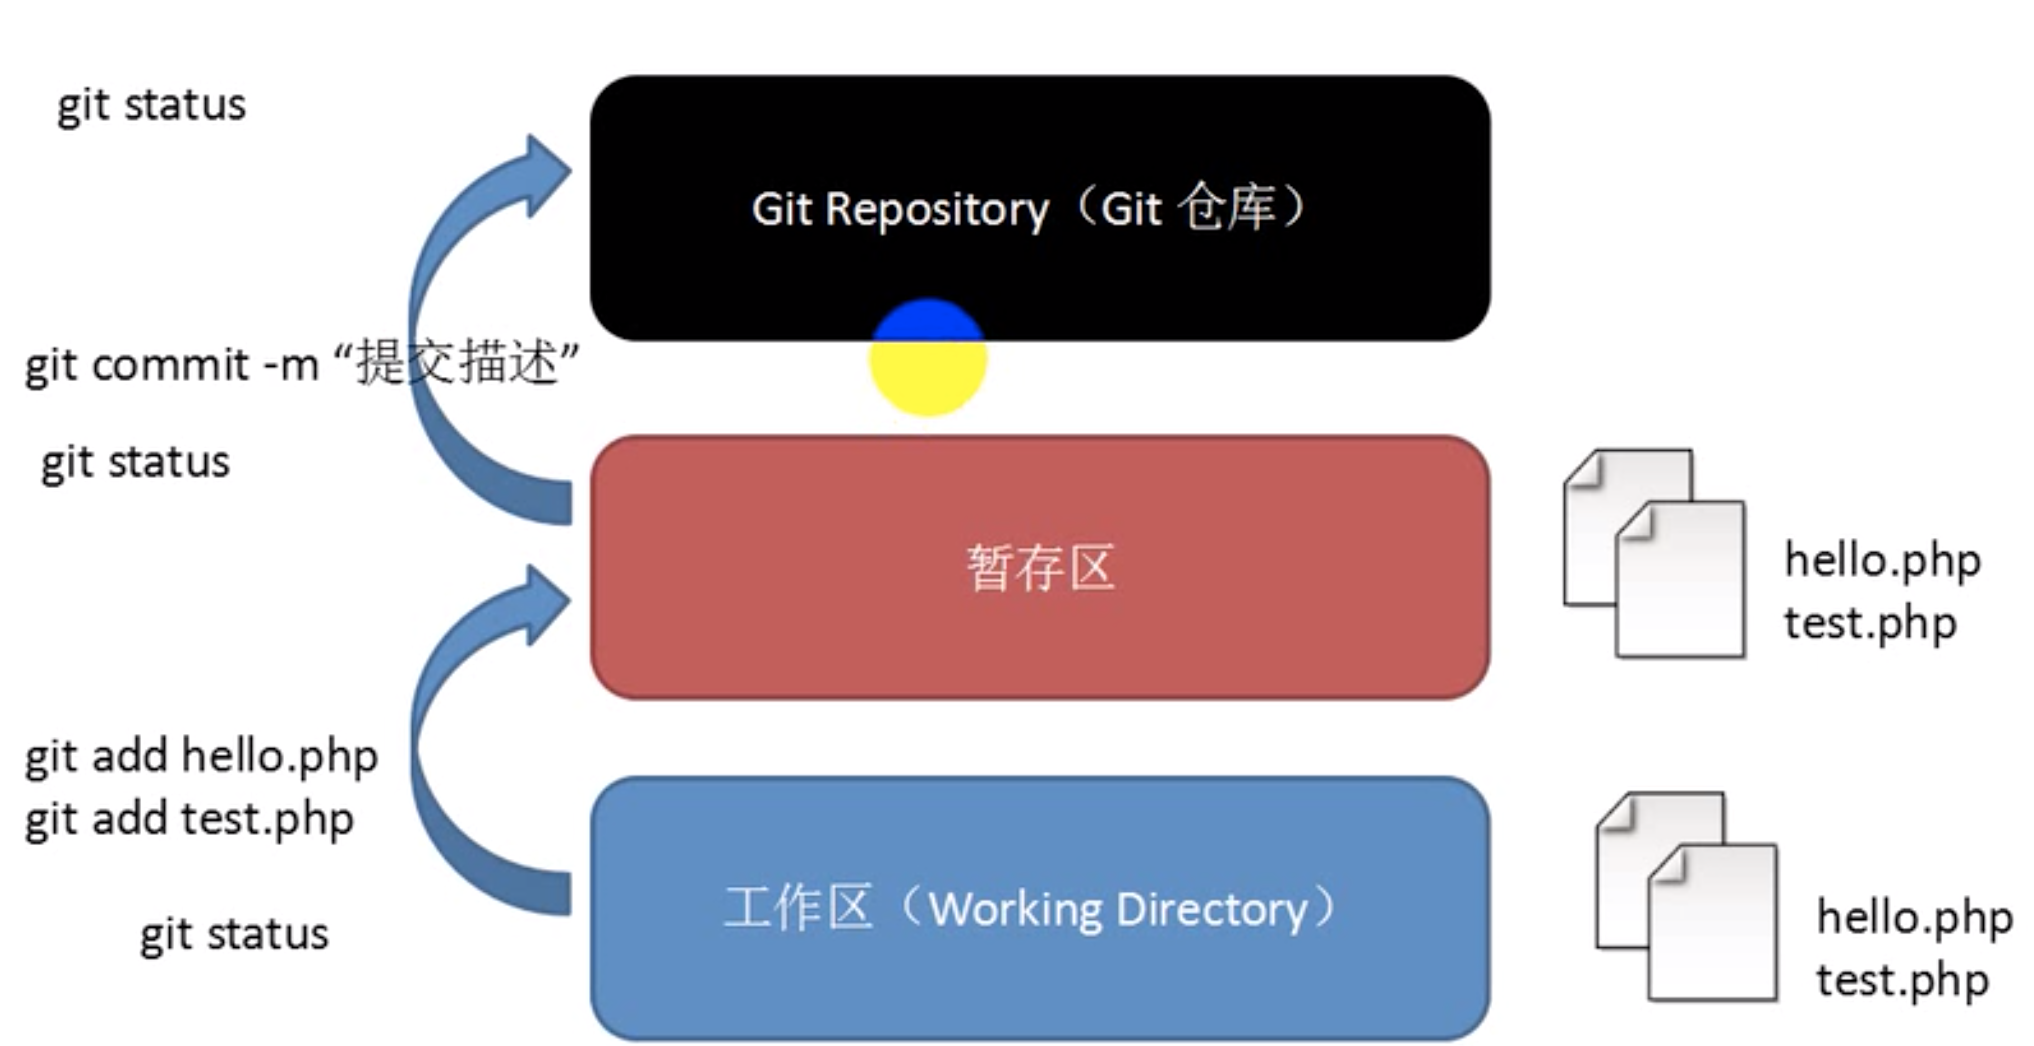 git status
Git Repository（Git 仓库）
git commit -m “提交描述”
git status
暂存区
hello.php
test.php
git add hello.php
git add test.php
工作区（Working Directory）
git status
hello.php
test.php